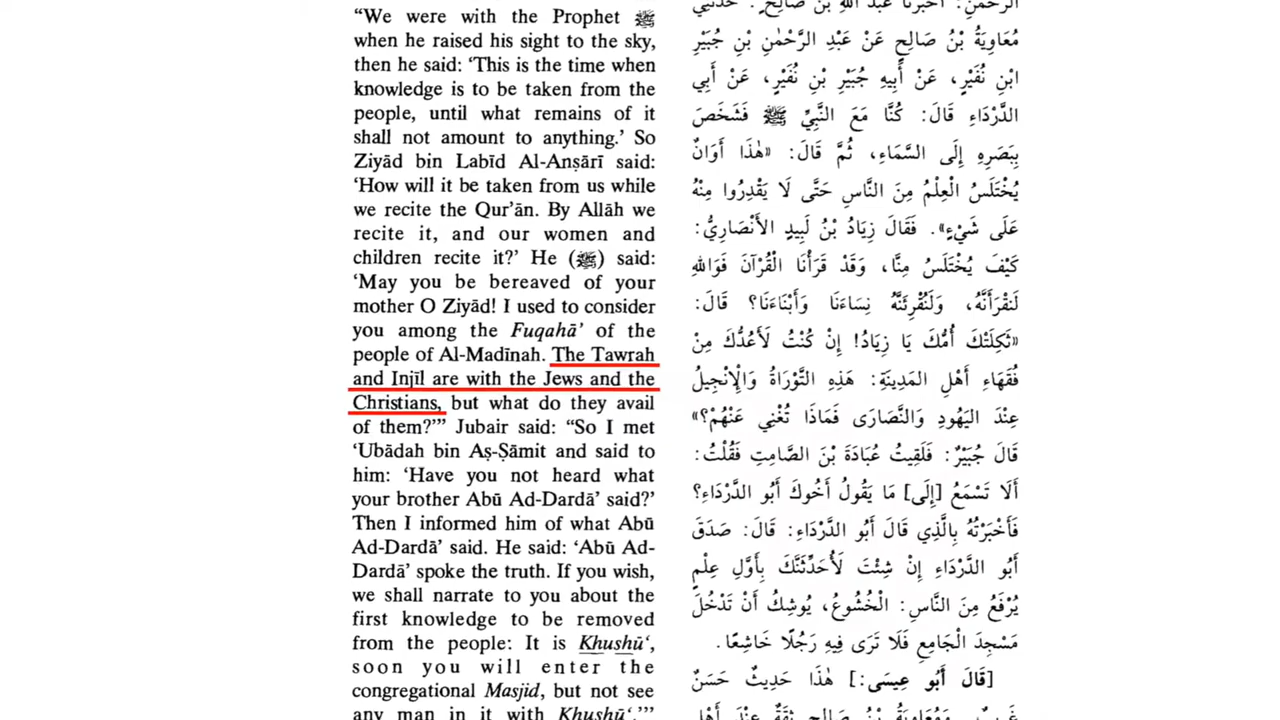 “We were with the Prophet ﷺ
when he raised his sight to the sky,
then he said: ‘This is the time when
knowledge is to be taken from the
people, until what remains of it
shall not amount to anything.’ So
Ziyād bin Labīd Al-Anṣārī said:
‘How will it be taken from us while
we recite the Qur’ān. By Allāh we
recite it, and our women and
children recite it?’ He (ﷺ) said:
‘May you be bereaved of your
mother O Ziyād! I used to consider
you among the Fuqahā’ of the
people of Al-Madīnah. The Tawrah
and Injīl are with the Jews and the
Christians, but what do they avail
of them?’” Jubair said: “So I met
‘Ubādah bin Aṣ-Ṣāmit and said to
him: ‘Have you not heard what
your brother Abū Ad-Dardā’ said?’
Then I informed him of what Abū
Ad-Dardā’ said. He said: ‘Abū Ad-
Dardā’ spoke the truth. If you wish,
we shall narrate to you about the
first knowledge to be removed
from the people: It is Khushū‘,
soon you will enter the
congregational Masjid, but not see
any man in it with Khushū‘.’”
الرَّحْمٰنِ: أَخْبَرَنَا عَبْدُ اللهِ بْنُ صَالِحٍ: حَدَّثَنِي
مُعَاوِيَةُ بْنُ صَالِحٍ عَنْ عَبْدِ الرَّحْمٰنِ بْنِ جُبَيْرِ
ابْنِ نُفَيْرٍ، عَنْ أَبِيهِ جُبَيْرِ بْنِ نُفَيْرٍ، عَنْ أَبِي
الدَّرْدَاءِ قَالَ: كُنَّا مَعَ النَّبِيِّ ﷺ فَشَخَصَ
بِبَصَرِهِ إِلَى السَّمَاءِ، ثُمَّ قَالَ: «هٰذَا أَوَانٌ
يُخْتَلَسُ الْعِلْمُ مِنَ النَّاسِ حَتَّى لَا يَقْدِرُوا مِنْهُ
عَلَى شَيْءٍ». فَقَالَ زِيَادُ بْنُ لَبِيدٍ الأَنْصَارِيُّ:
كَيْفَ يُخْتَلَسُ مِنَّا، وَقَدْ قَرَأْنَا الْقُرْآنَ فَوَاللهِ
لَنَقْرَأَنَّهُ، وَلَنُقْرِئَنَّهُ نِسَاءَنَا وَأَبْنَاءَنَا؟ قَالَ:
«ثَكِلَتْكَ أُمُّكَ يَا زِيَادُ! إِنْ كُنْتُ لَأَعُدُّكَ مِنْ
فُقَهَاءِ أَهْلِ الْمَدِينَةِ: هَذِهِ التَّوْرَاةُ وَالْإِنْجِيلُ
عِنْدَ الْيَهُودِ وَالنَّصَارَى فَمَاذَا تُغْنِي عَنْهُمْ؟»
قَالَ جُبَيْرٌ: فَلَقِيتُ عُبَادَةَ بْنَ الصَّامِتِ فَقُلْتُ:
أَلَا تَسْمَعُ [إِلَى] مَا يَقُولُ أَخُوكَ أَبُو الدَّرْدَاءِ؟
فَأَخْبَرْتُهُ بِالَّذِي قَالَ أَبُو الدَّرْدَاءِ: قَالَ: صَدَقَ
أَبُو الدَّرْدَاءِ إِنْ شِئْتَ لَأُحَدِّثَنَّكَ بِأَوَّلِ عِلْمٍ
يُرْفَعُ مِنَ النَّاسِ: الْخُشُوعُ، يُوشِكُ أَنْ تَدْخُلَ
مَسْجِدَ الْجَامِعِ فَلَا تَرَى فِيهِ رَجُلًا خَاشِعًا.
[قَالَ أَبُو عِيسَى:] هٰذَا حَدِيثٌ حَسَنٌ
غَرِيبٌ. وَمُعَاوِيَةُ بْنُ صَالِحٍ ثِقَةٌ عِنْدَ أَهْلِ